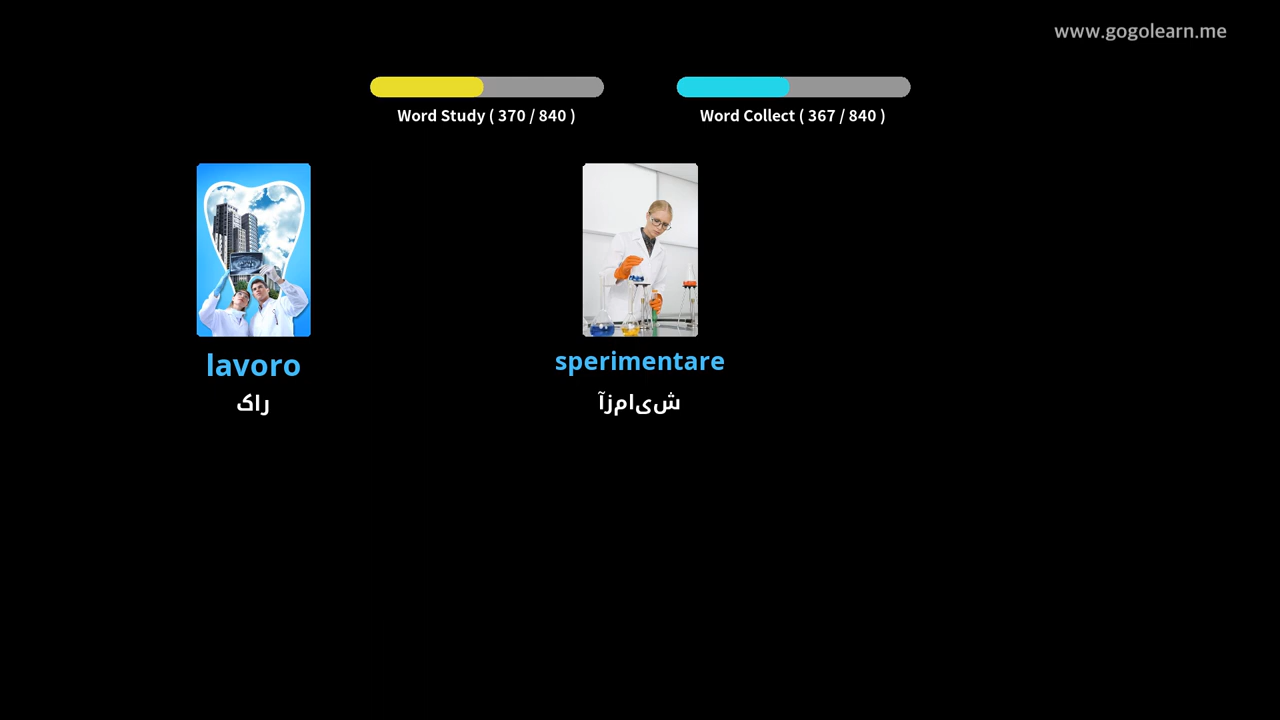 www.gogolearn.me
Word Study ( 370 / 840 )
Word Collect ( 367 / 840 )
lavoro
راک
sperimentare
شیامزآ